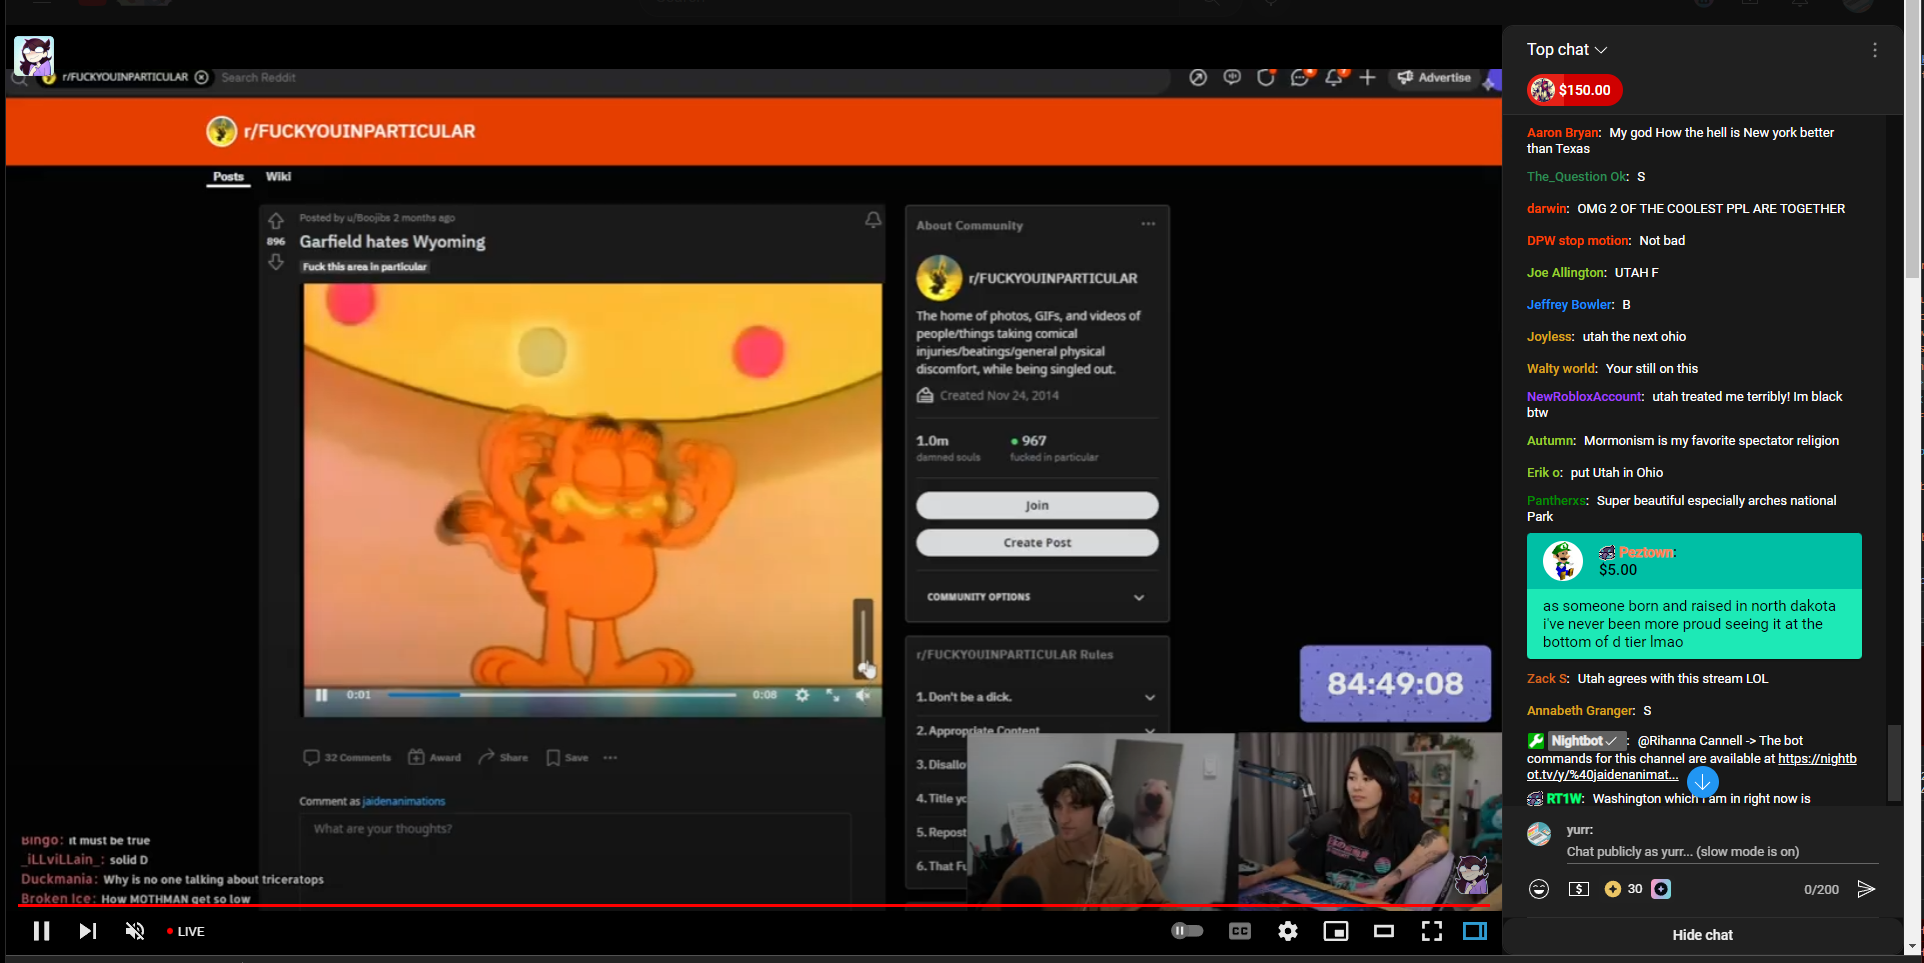 r/FUCKYOUINPARTICULAR
Search Reddit
Advertise
r/FUCKYOUINPARTICULAR
Posts
Wiki
Posted by u/Boojibs 2 months ago
896
Garfield hates Wyoming
Fuck this area in particular
0:01
0:08
32 Comments
Award
Share
Save
Comment as jaidenanimations
What are your thoughts?
About Community
r/FUCKYOUINPARTICULAR
The home of photos, GIFs, and videos of
people/things taking comical
injuries/beatings/general physical
discomfort, while being singled out.
Created Nov 24, 2014
1.0m
967
damned souls
fucked in particular
Join
Create Post
COMMUNITY OPTIONS
r/FUCKYOUINPARTICULAR Rules
1. Don't be a dick.
2. Appropriate Content
3. Disallo
4. Title yo
5. Repost
6. That Fu
84:49:08
Bingo: it must be true
_iLLviLLain_: solid D
Duckmania: Why is no one talking about triceratops
Broken Ice: How MOTHMAN get so low
LIVE
CC
Top chat
$150.00
Aaron Bryan: My god How the hell is New york better
than Texas
The_Question Ok: S
darwin: OMG 2 OF THE COOLEST PPL ARE TOGETHER
DPW stop motion: Not bad
Joe Allington: UTAH F
Jeffrey Bowler: B
Joyless: utah the next ohio
Walty world: Your still on this
NewRobloxAccount: utah treated me terribly! Im black
btw
Autumn: Mormonism is my favorite spectator religion
Erik o: put Utah in Ohio
Pantherxs: Super beautiful especially arches national
Park
Peztown:
$5.00
as someone born and raised in north dakota
i've never been more proud seeing it at the
bottom of d tier lmao
Zack S: Utah agrees with this stream LOL
Annabeth Granger: S
Nightbot: @Rihanna Cannell -> The bot
commands for this channel are available at https://nightb
ot.tv/y/%40jaidenanimat...
RT1W: Washington which I am in right now is
yurr:
Chat publicly as yurr... (slow mode is on)
30
0/200
Hide chat